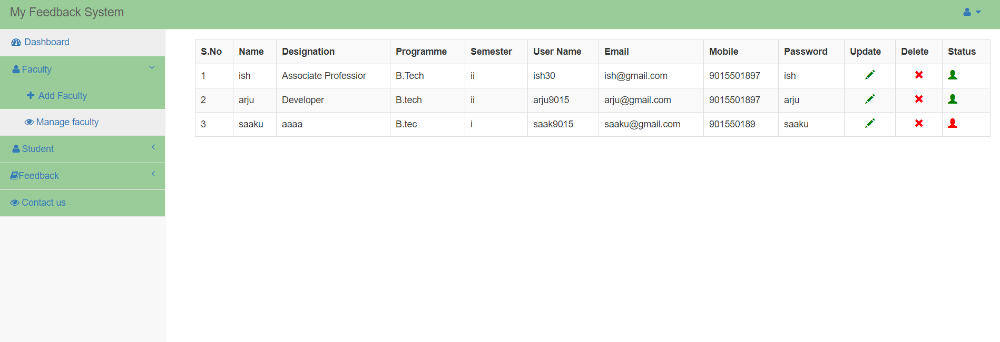 My Feedback System
Dashboard
Faculty
Add Faculty
Manage faculty
Student
Feedback
Contact us
S.No Name Designation Programme Semester User Name Email Mobile Password Update Delete Status
1 ish Associate Professior B.Tech ii ish30 ish@gmail.com 9015501897 ish
2 arju Developer B.tech ii arju9015 arju@gmail.com 9015501897 arju
3 saaku aaaa B.tec i saak9015 saaku@gmail.com 901550189 saaku